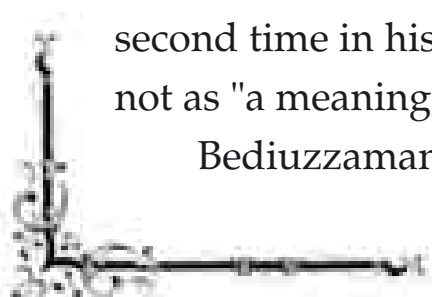 second time in his
not as "a meaning
Bediuzzaman